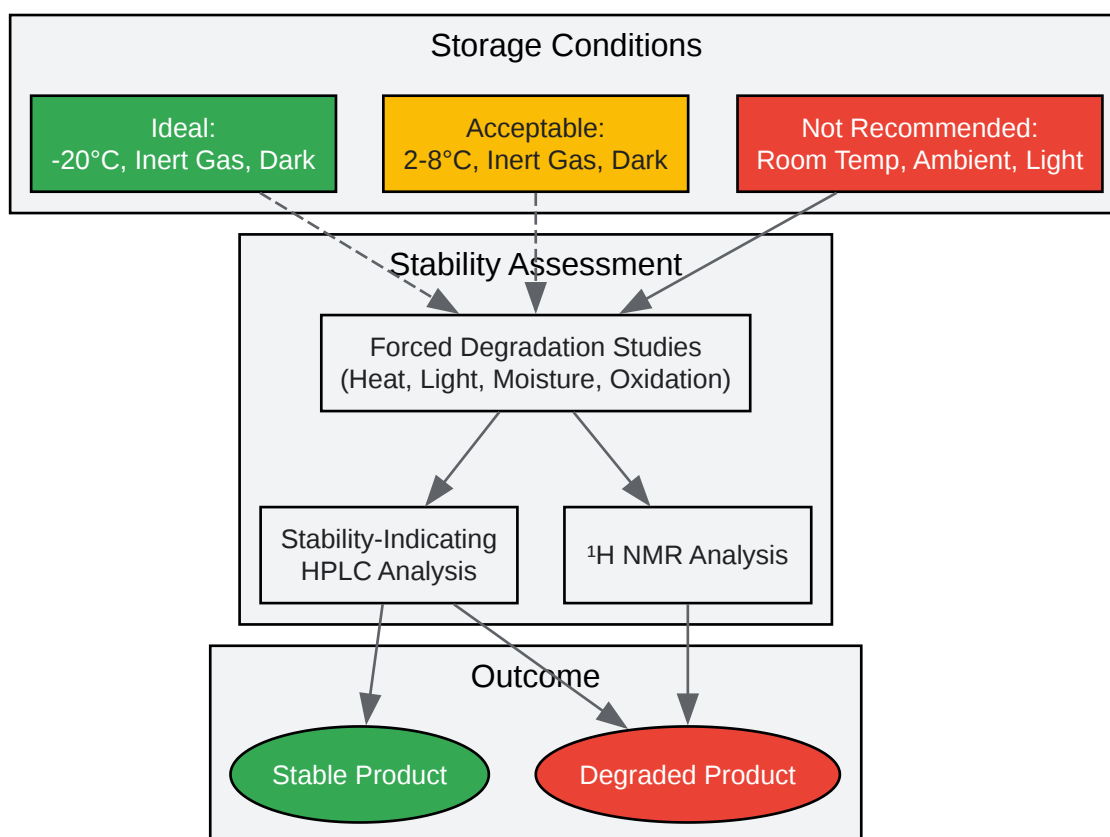 Storage Conditions
Ideal:
-20°C, Inert Gas, Dark
Acceptable:
2-8°C, Inert Gas, Dark
Not Recommended:
Room Temp, Ambient, Light
Stability Assessment
Forced Degradation Studies
(Heat, Light, Moisture, Oxidation)
Stability-Indicating
HPLC Analysis
¹H NMR Analysis
Outcome
Stable Product
Degraded Product